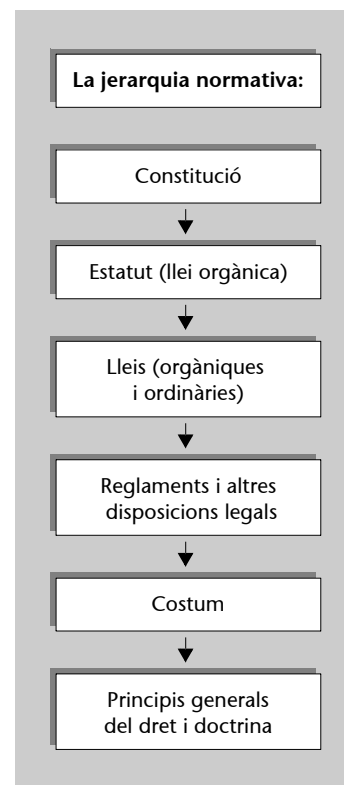 La jerarquia normativa:
Constitució
Estatut (llei orgànica)
Lleis (orgàniques
i ordinàries)
Reglaments i altres
disposicions legals
Costum
Principis generals
del dret i doctrina